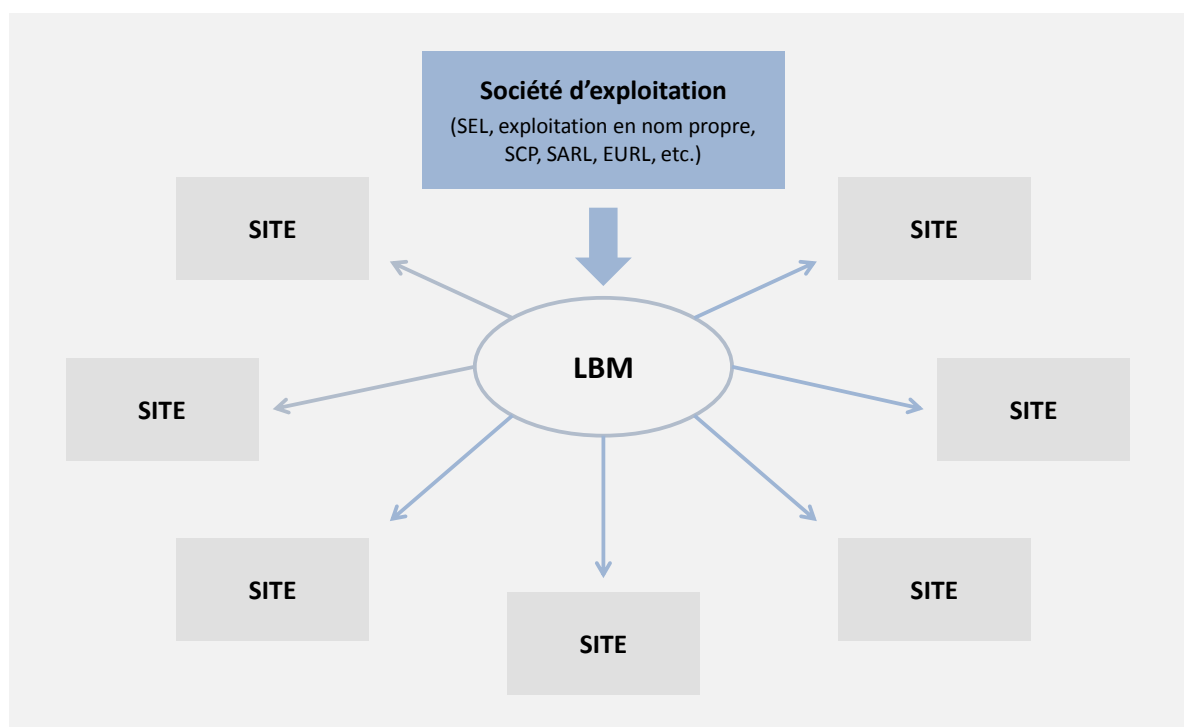 Société d’exploitation
(SEL, exploitation en nom propre,
SCP, SARL, EURL, etc.)
SITE
SITE
LBM
SITE
SITE
SITE
SITE
SITE